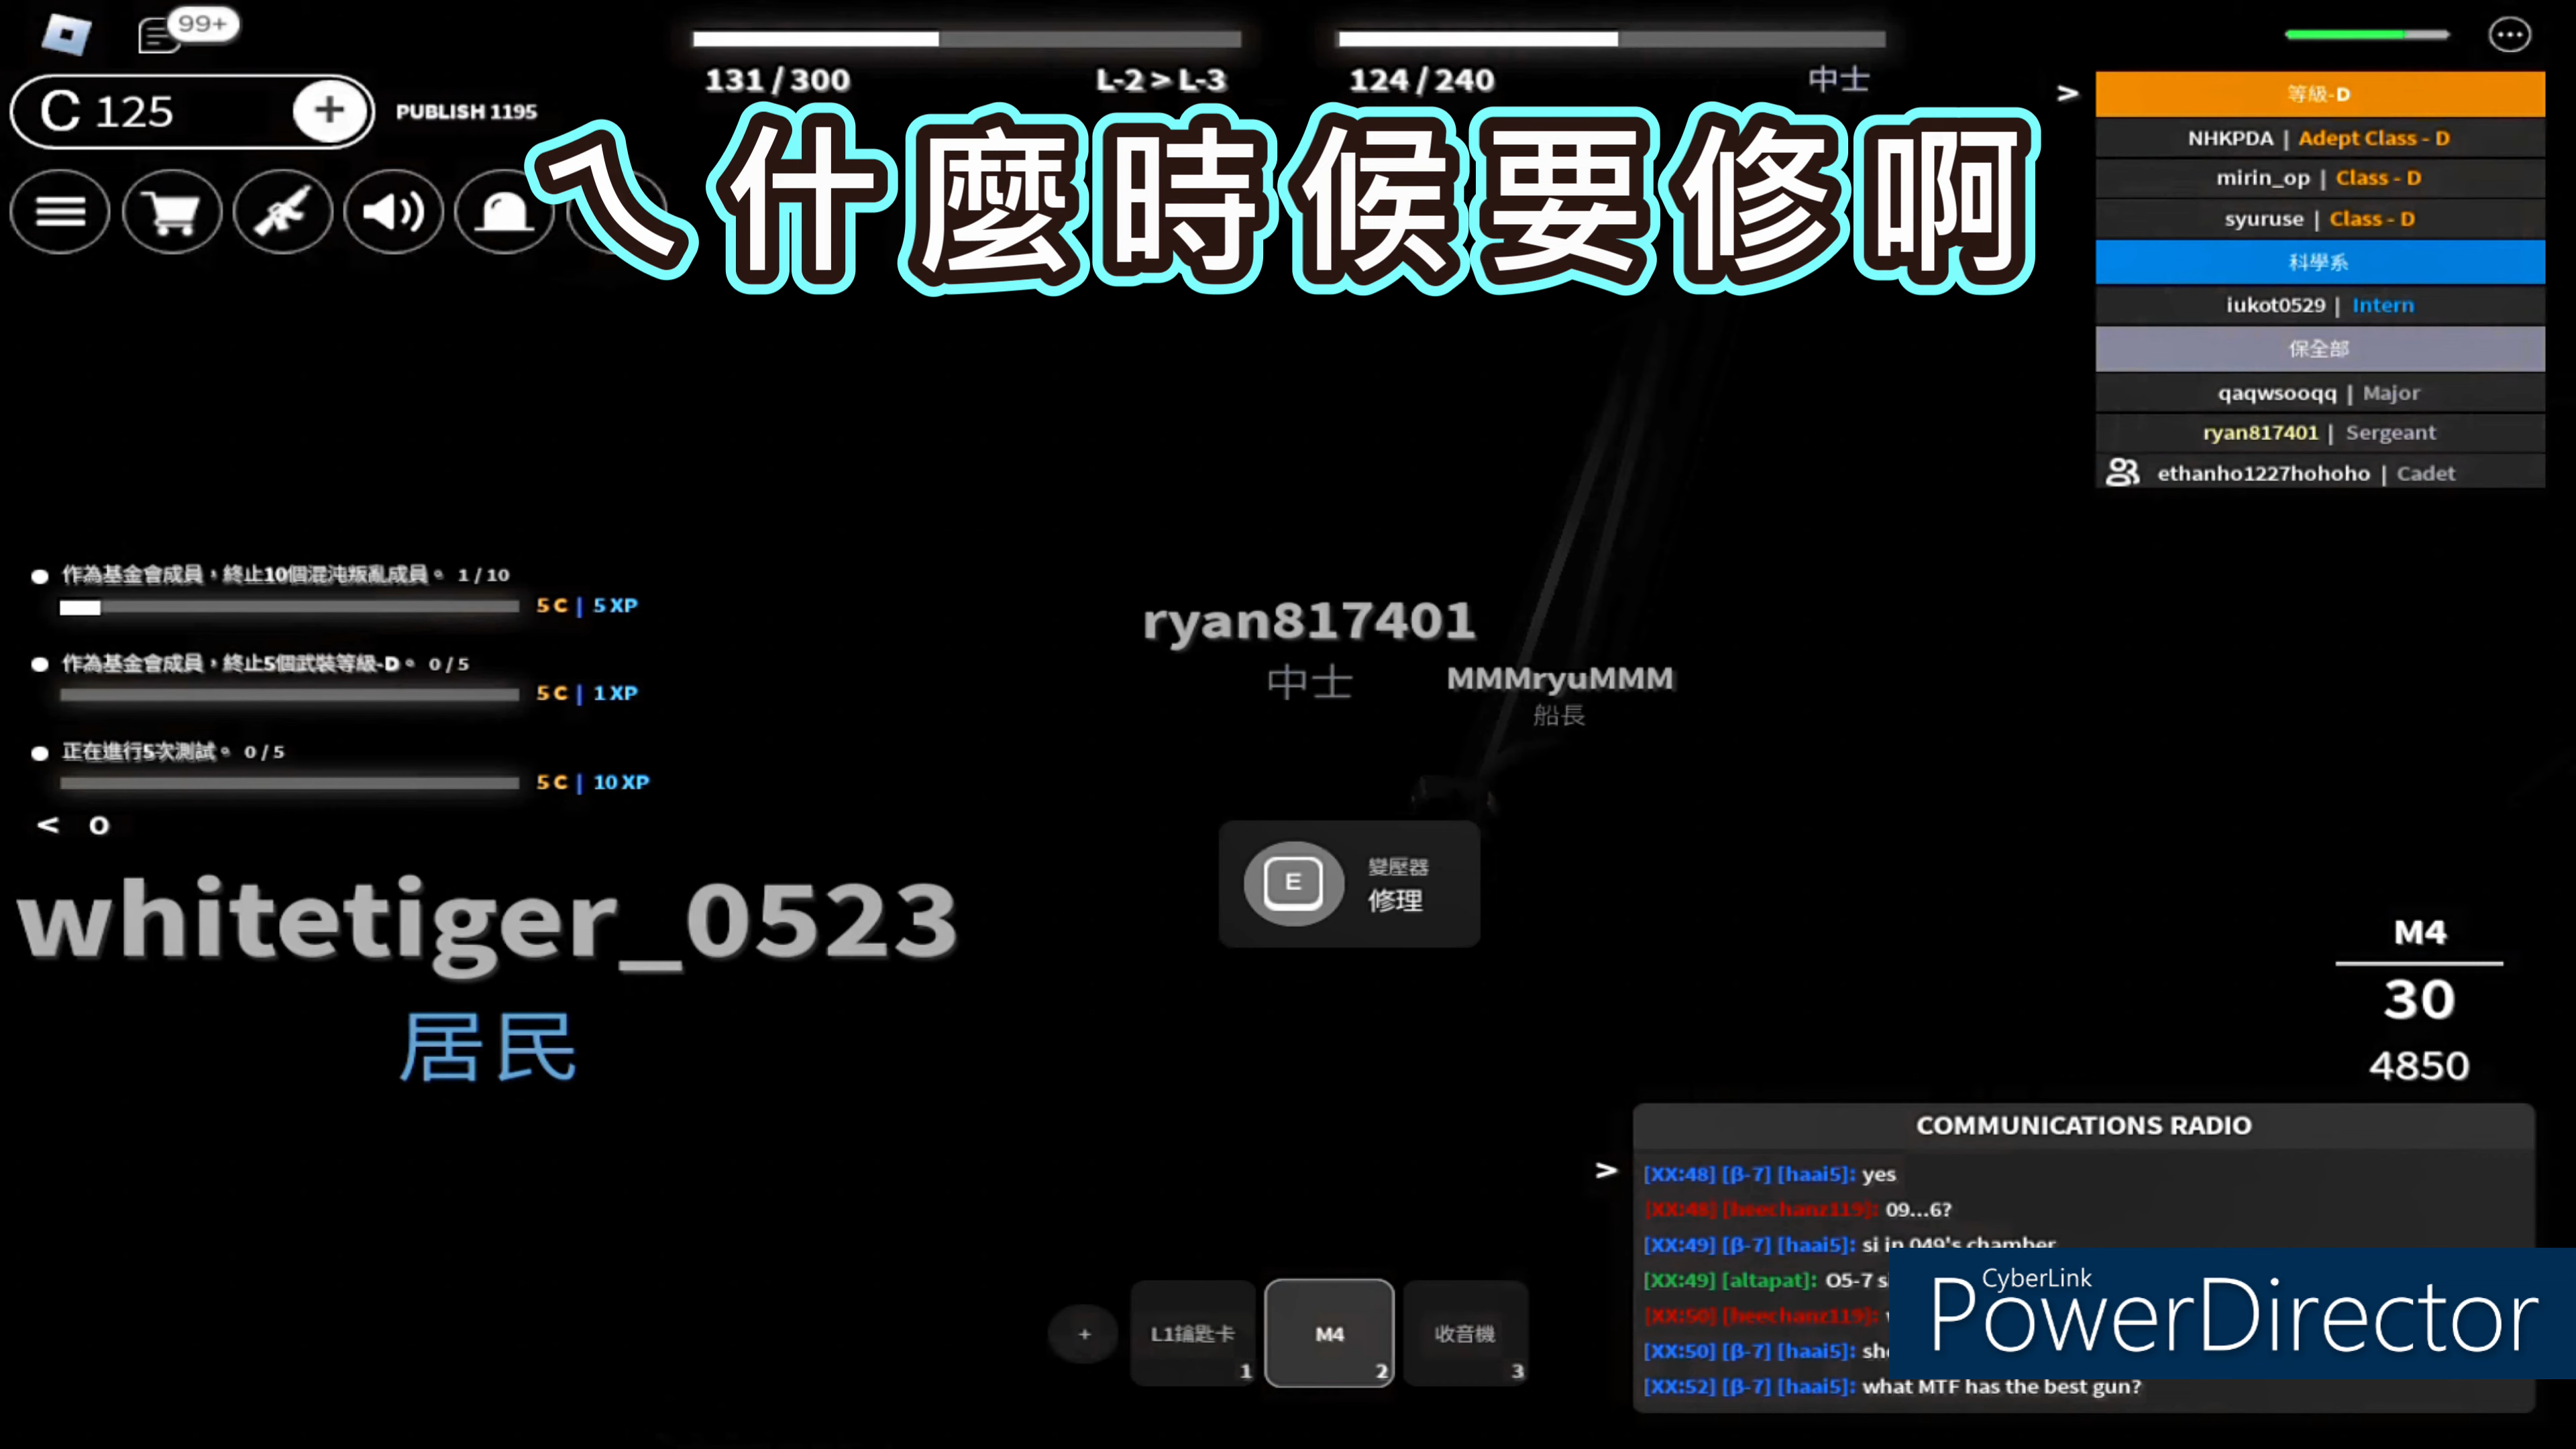 99+
131 / 300
L-2 > L-3
124 / 240
中士
C 125
+
PUBLISH 1195
ㄟ什麼時候要修啊
>
等級-D
NHKPDA | Adept Class - D
mirin_op | Class - D
syuruse | Class - D
科學系
iukot0529 | Intern
保全部
qaqwsooqq | Major
ryan817401 | Sergeant
ethanho1227hohoho | Cadet
作為基金會成員，終止10個混沌叛亂成員。 1 / 10
5 C | 5 XP
作為基金會成員，終止5個武裝等級-D。 0 / 5
5 C | 1 XP
正在進行5次測試。 0 / 5
5 C | 10 XP
< 0
ryan817401
中士
MMMryuMMM
船長
whitetiger_0523
居民
E
變壓器
修理
M4
30
4850
COMMUNICATIONS RADIO
>
[XX:48] [β-7] [haai5]: yes
[XX:48] [heechanz119]: 09...6?
[XX:49] [β-7] [haai5]: si in 049's chamber
[XX:49] [altapat]: O5-7
[XX:50] [heechanz119]:
[XX:50] [β-7] [haai5]:
[XX:52] [β-7] [haai5]: what MTF has the best gun?
CyberLink
PowerDirector
+
L1鑰匙卡
1
M4
2
收音機
3